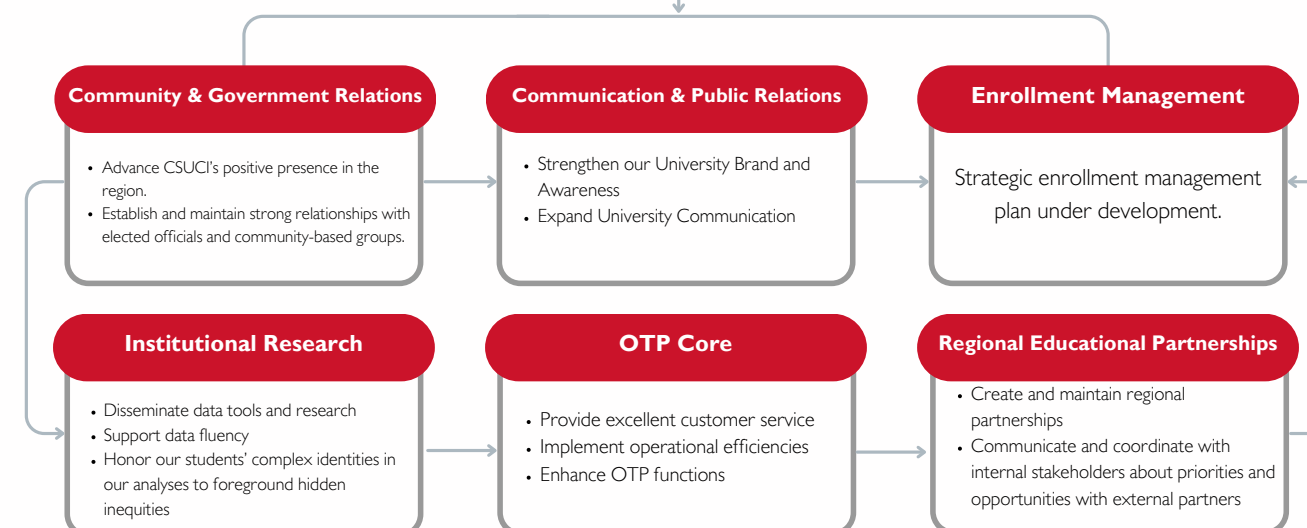 Community & Government Relations
• Advance CSUCI's positive presence in the
region.
• Establish and maintain strong relationships with
elected officials and community-based groups.
Communication & Public Relations
• Strengthen our University Brand and
Awareness
• Expand University Communication
Enrollment Management
Strategic enrollment management
plan under development.
Institutional Research
• Disseminate data tools and research
• Support data fluency
• Honor our students' complex identities in
our analyses to foreground hidden
inequities
OTP Core
• Provide excellent customer service
• Implement operational efficiencies
• Enhance OTP functions
Regional Educational Partnerships
• Create and maintain regional
partnerships
• Communicate and coordinate with
internal stakeholders about priorities and
opportunities with external partners